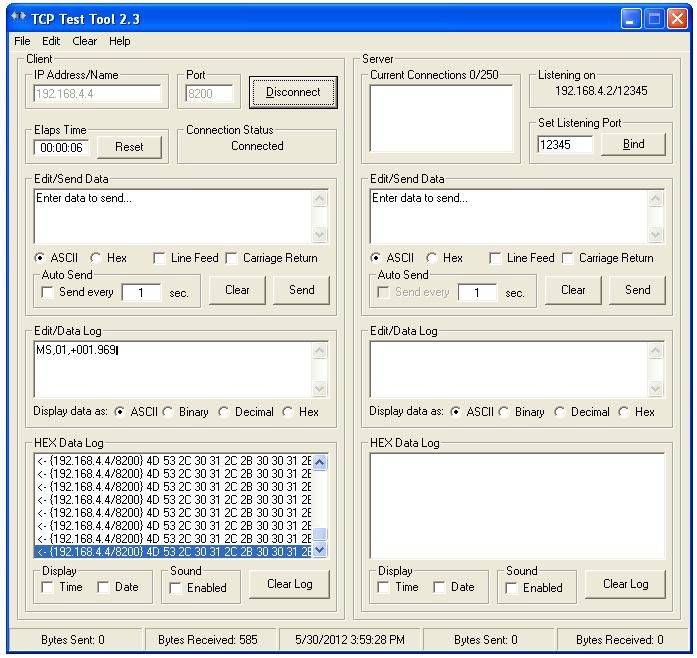 TCP Test Tool 2.3
File Edit Clear Help
Client
IP Address/Name
192.168.4.4
Port
8200
Disconnect
Elaps Time
00:00:06
Reset
Connection Status
Connected
Edit/Send Data
Enter data to send...
ASCII Hex Line Feed Carriage Return
Auto Send
Send every 1 sec. Clear Send
Edit/Data Log
MS,01,+001.969
Display data as: ASCII Binary Decimal Hex
HEX Data Log
<- {192.168.4.4/8200} 4D 53 2C 30 31 2C 2B 30 30 31 2E
<- {192.168.4.4/8200} 4D 53 2C 30 31 2C 2B 30 30 31 2E
<- {192.168.4.4/8200} 4D 53 2C 30 31 2C 2B 30 30 31 2E
<- {192.168.4.4/8200} 4D 53 2C 30 31 2C 2B 30 30 31 2E
<- {192.168.4.4/8200} 4D 53 2C 30 31 2C 2B 30 30 31 2E
<- {192.168.4.4/8200} 4D 53 2C 30 31 2C 2B 30 30 31 2E
<- {192.168.4.4/8200} 4D 53 2C 30 31 2C 2B 30 30 31 2E
<- {192.168.4.4/8200} 4D 53 2C 30 31 2C 2B 30 30 31 2E
Display
Time Date
Sound
Enabled
Clear Log
Server
Current Connections 0/250
Listening on
192.168.4.2/12345
Set Listening Port
12345
Bind
Edit/Send Data
Enter data to send...
ASCII Hex Line Feed Carriage Return
Auto Send
Send every 1 sec. Clear Send
Edit/Data Log
Display data as: ASCII Binary Decimal Hex
HEX Data Log
Display
Time Date
Sound
Enabled
Clear Log
Bytes Sent: 0 Bytes Received: 585 5/30/2012 3:59:28 PM Bytes Sent: 0 Bytes Received: 0